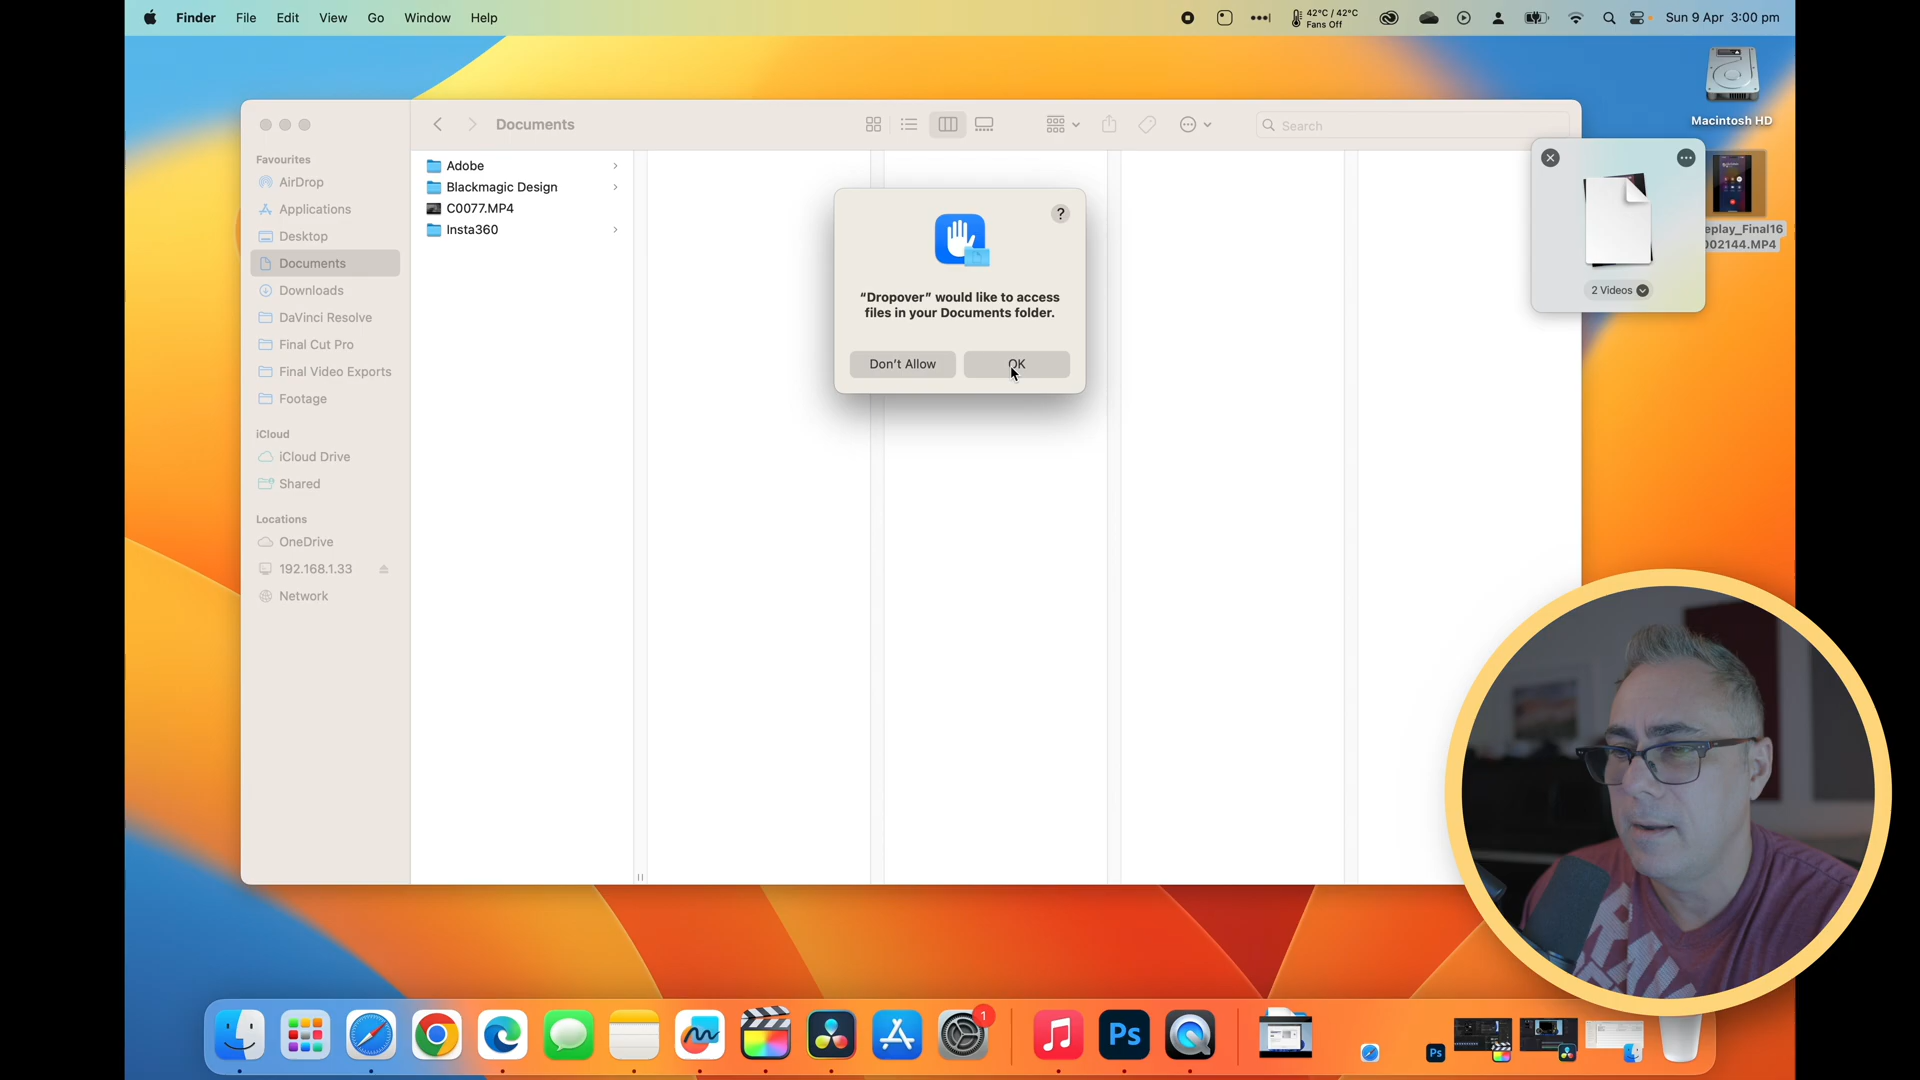 Finder File Edit View Go Window Help
42°C / 42°C
Fans Off
Sun 9 Apr 3:00 pm
Macintosh HD
eplay_Final16
002144.MP4
Documents
Search
Favourites
AirDrop
Applications
Desktop
Documents
Downloads
DaVinci Resolve
Final Cut Pro
Final Video Exports
Footage
iCloud
iCloud Drive
Shared
Locations
OneDrive
192.168.1.33
Network
Adobe
Blackmagic Design
C0077.MP4
Insta360
?
“Dropover” would like to access
files in your Documents folder.
Don’t Allow
OK
2 Videos
1
Ps
Ps